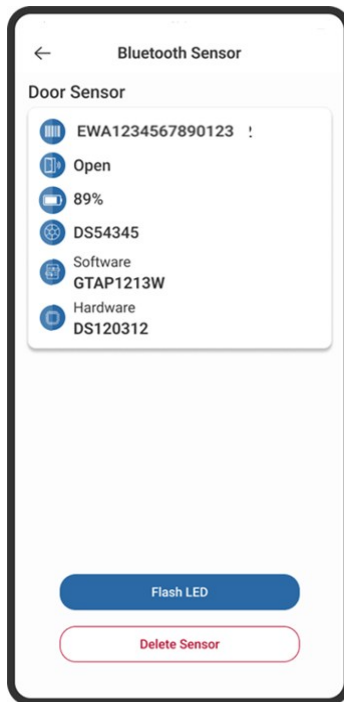 Bluetooth Sensor
Door Sensor
EWA1234567890123
Open
89%
DS54345
Software
GTAP1213W
Hardware
DS120312
Flash LED
Delete Sensor